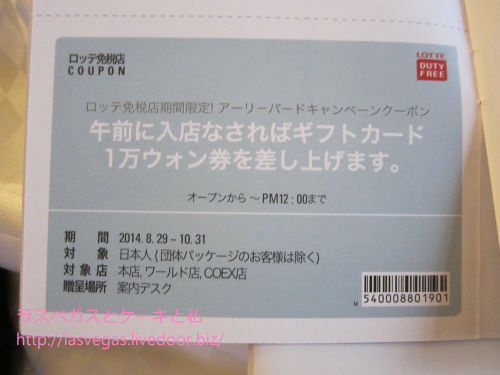 ロッテ免税店
COUPON
LOTTE
DUTY
FREE
ロッテ免税店期間限定! アーリーバードキャンペーンクーポン
午前に入店なされればギフトカード
1万ウォン券を差し上げます。
オープンから ～ PM12 : 00まで
期 間 2014. 8. 29 ~ 10. 31
対 象 日本人 ( 団体パッケージのお客様は除く)
対象店 本店, ワールド店, COEX店
贈呈場所 案内デスク
M 540008801901
ラスベガスとケーキと私
http://lasvegas.livedoor.biz/